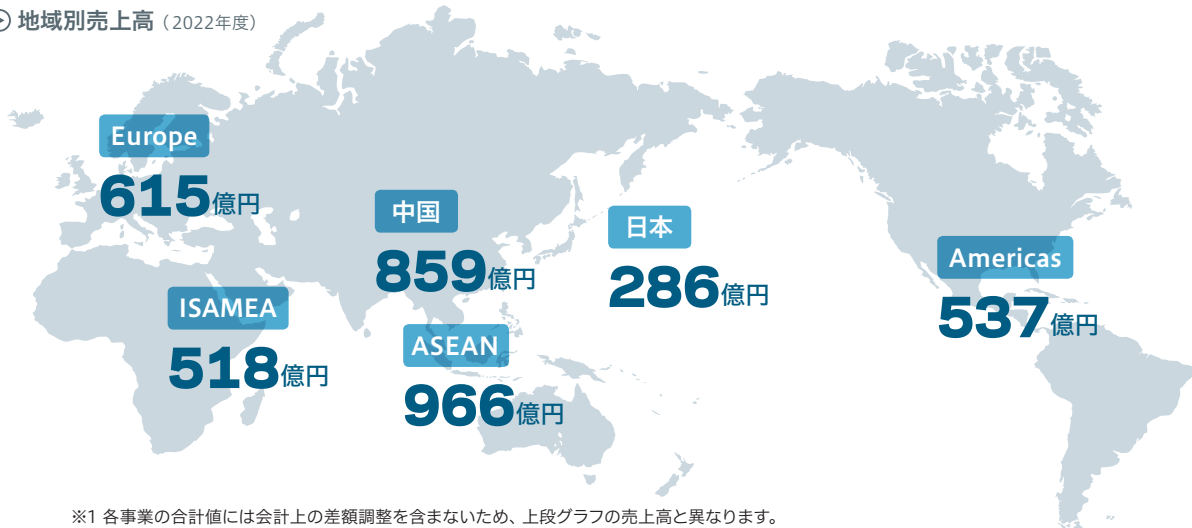 地域別売上高（2022年度）
Europe
615億円
中国
859億円
日本
286億円
Americas
537億円
ISAMEA
518億円
ASEAN
966億円
※1 各事業の合計値には会計上の差額調整を含まないため、上段グラフの売上高と異なります。